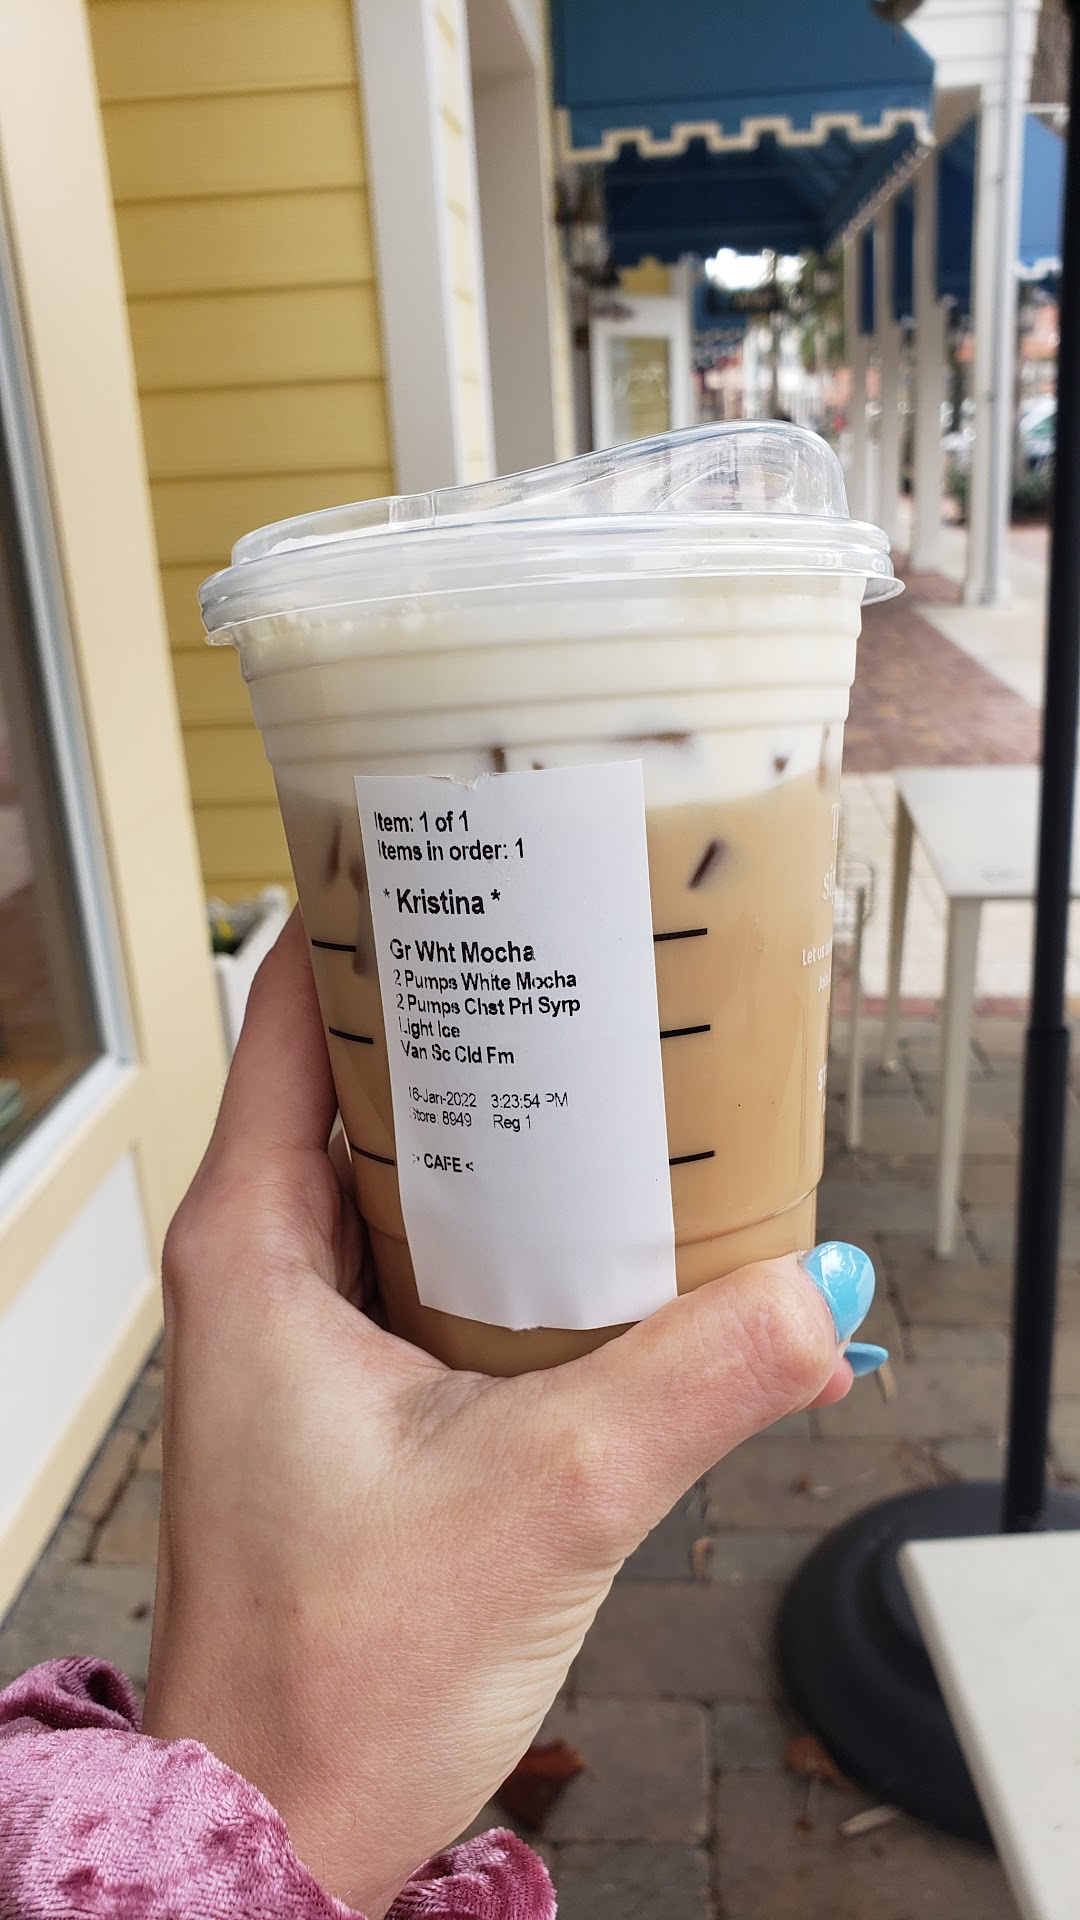 Item: 1 of 1
Items in order: 1
* Kristina *
Gr Wht Mocha
2 Pumps White Mocha
2 Pumps Chst Prl Syrp
Light Ice
Van Sc Cld Fm
16-Jan-2022 3:23:54 PM
Store: 8949 Reg 1
> CAFE <
Let us